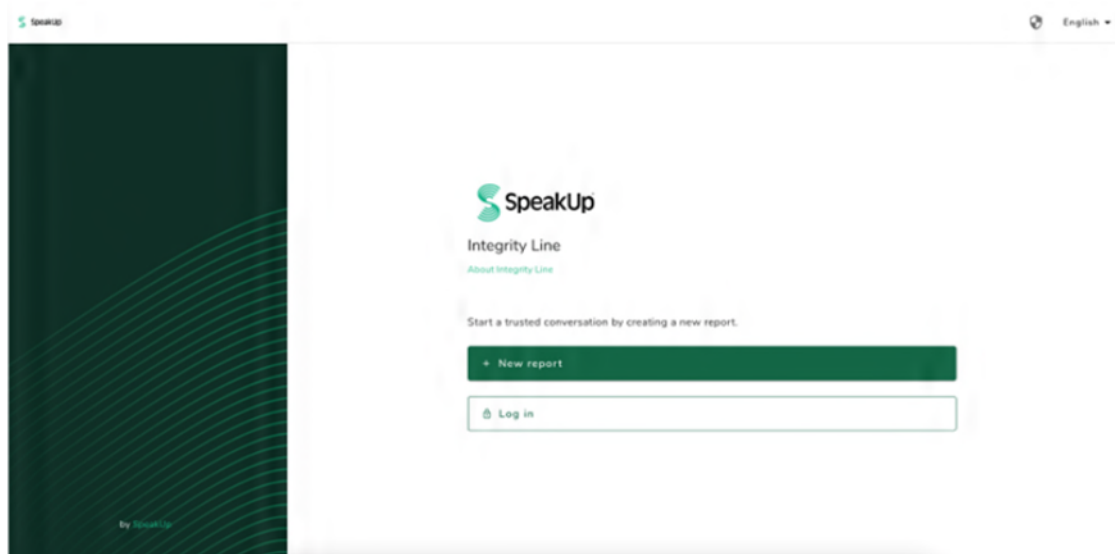 SpeakUp
English
SpeakUp
Integrity Line
About Integrity Line
Start a trusted conversation by creating a new report.
+ New report
Log in
by SpeakUp